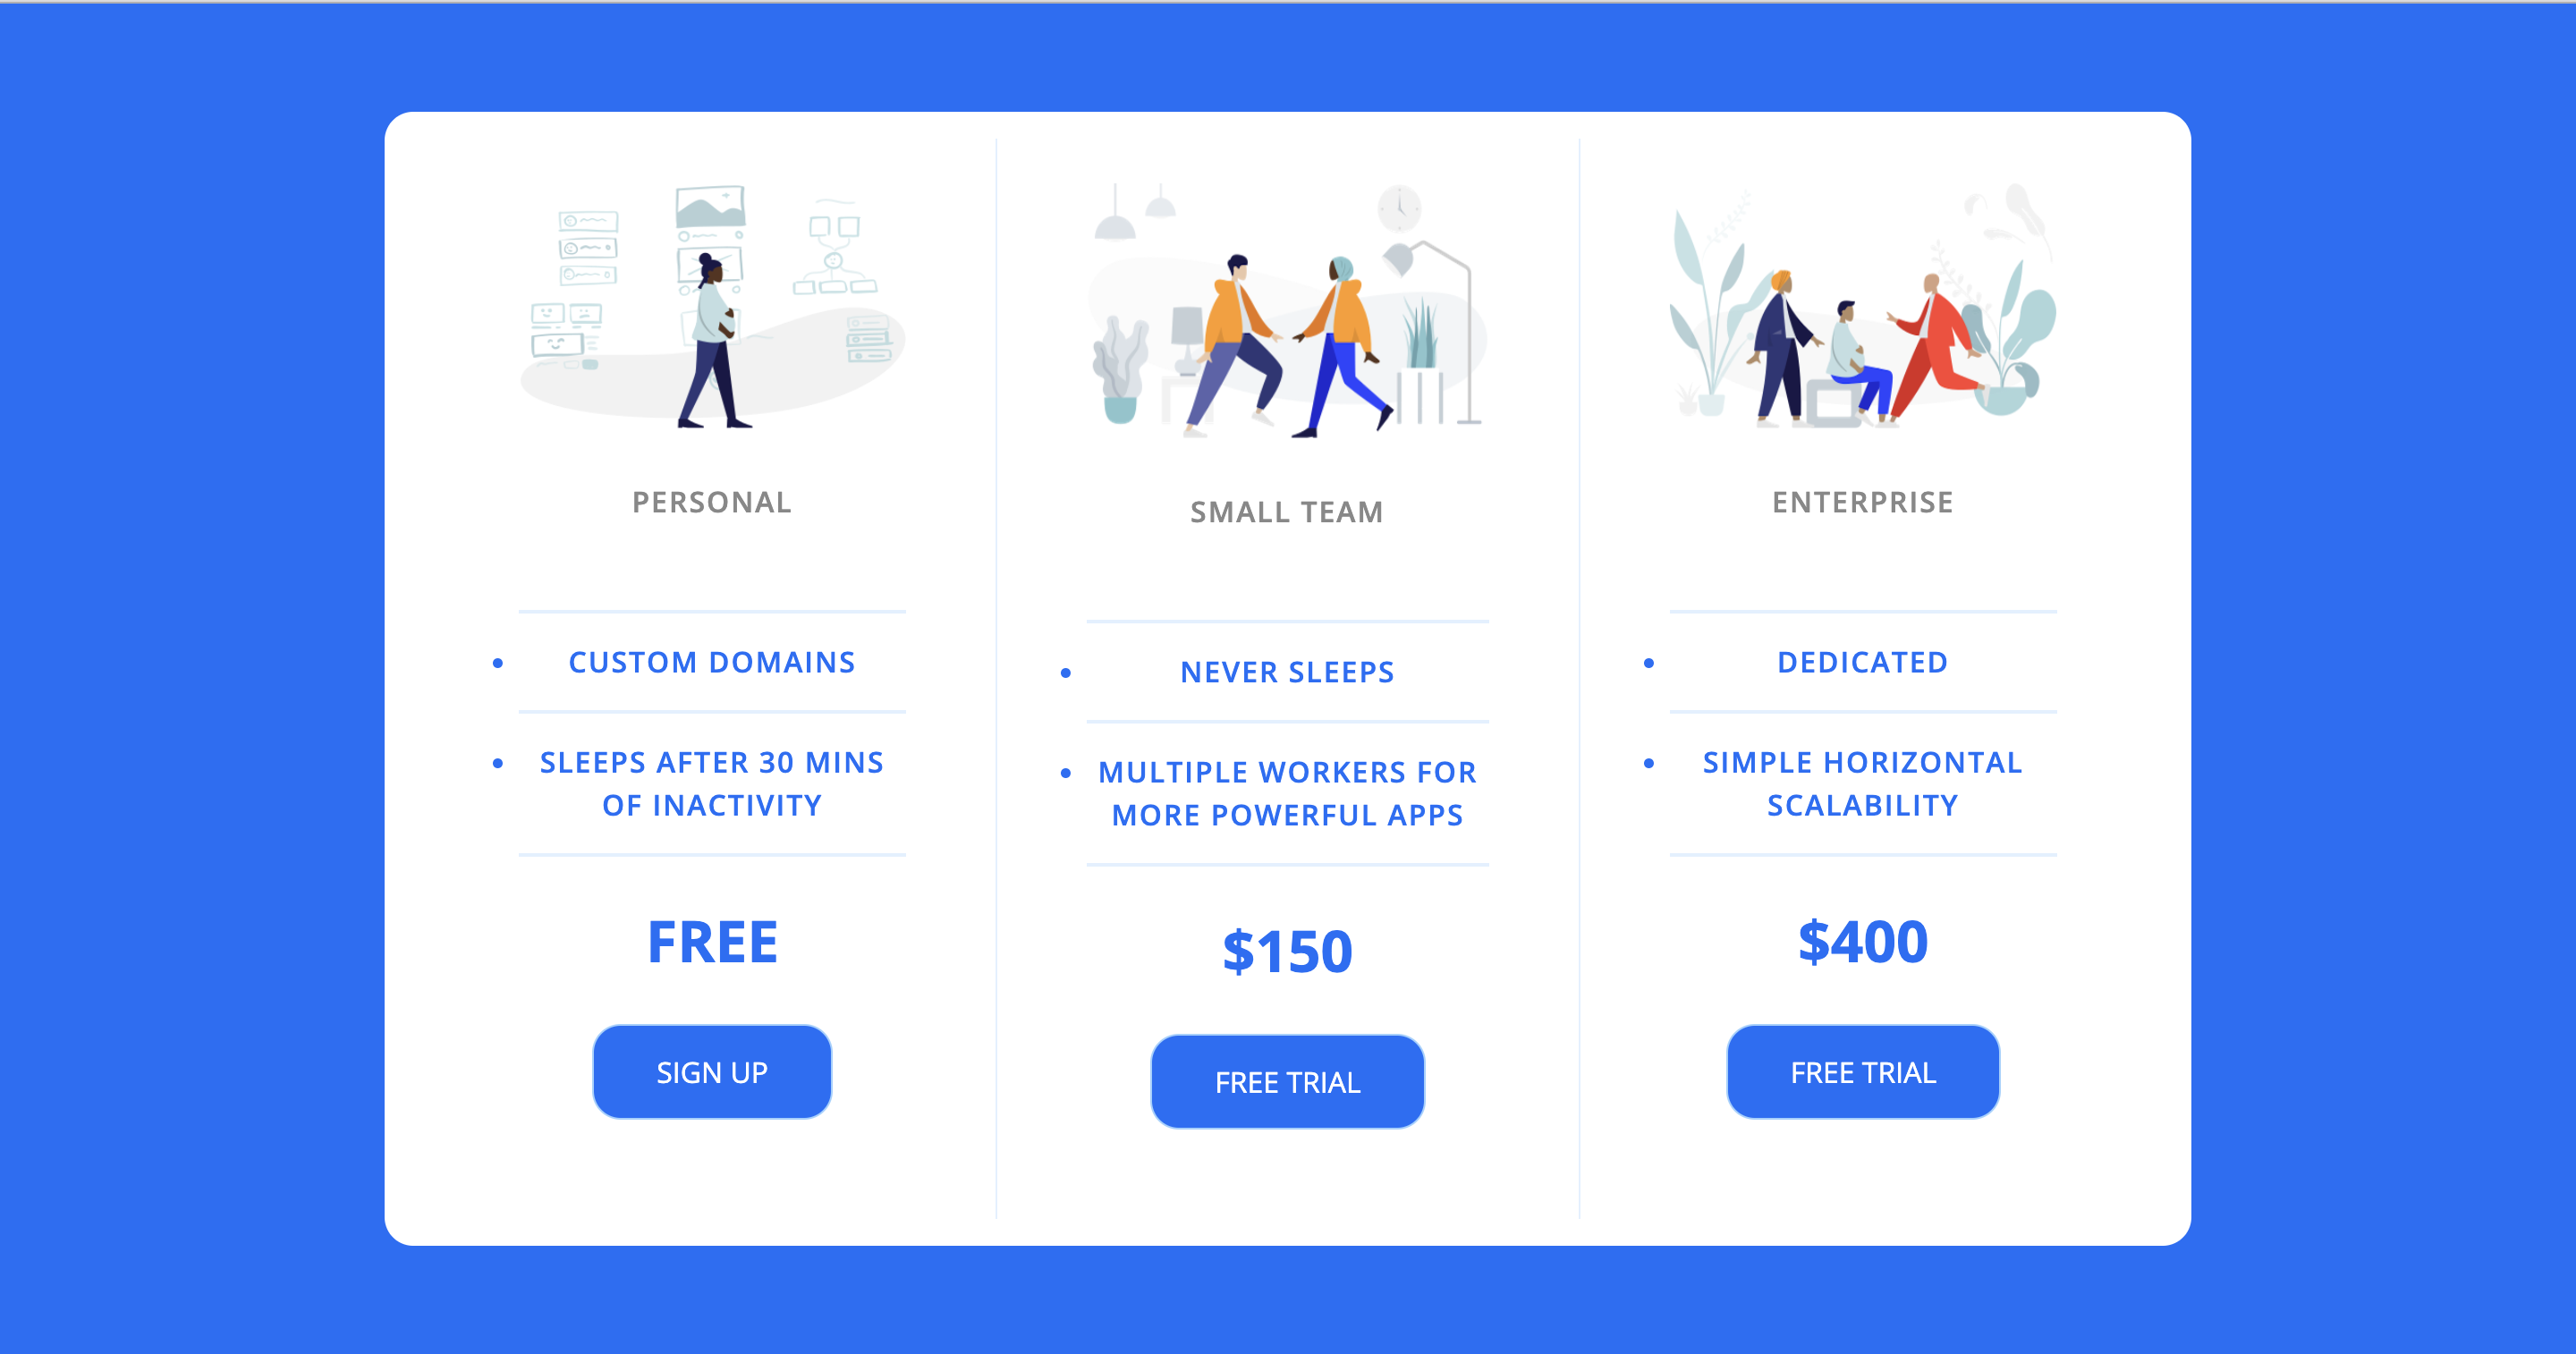 PERSONAL
• CUSTOM DOMAINS
• SLEEPS AFTER 30 MINS
OF INACTIVITY
FREE
SIGN UP
SMALL TEAM
• NEVER SLEEPS
• MULTIPLE WORKERS FOR
MORE POWERFUL APPS
$150
FREE TRIAL
ENTERPRISE
• DEDICATED
• SIMPLE HORIZONTAL
SCALABILITY
$400
FREE TRIAL